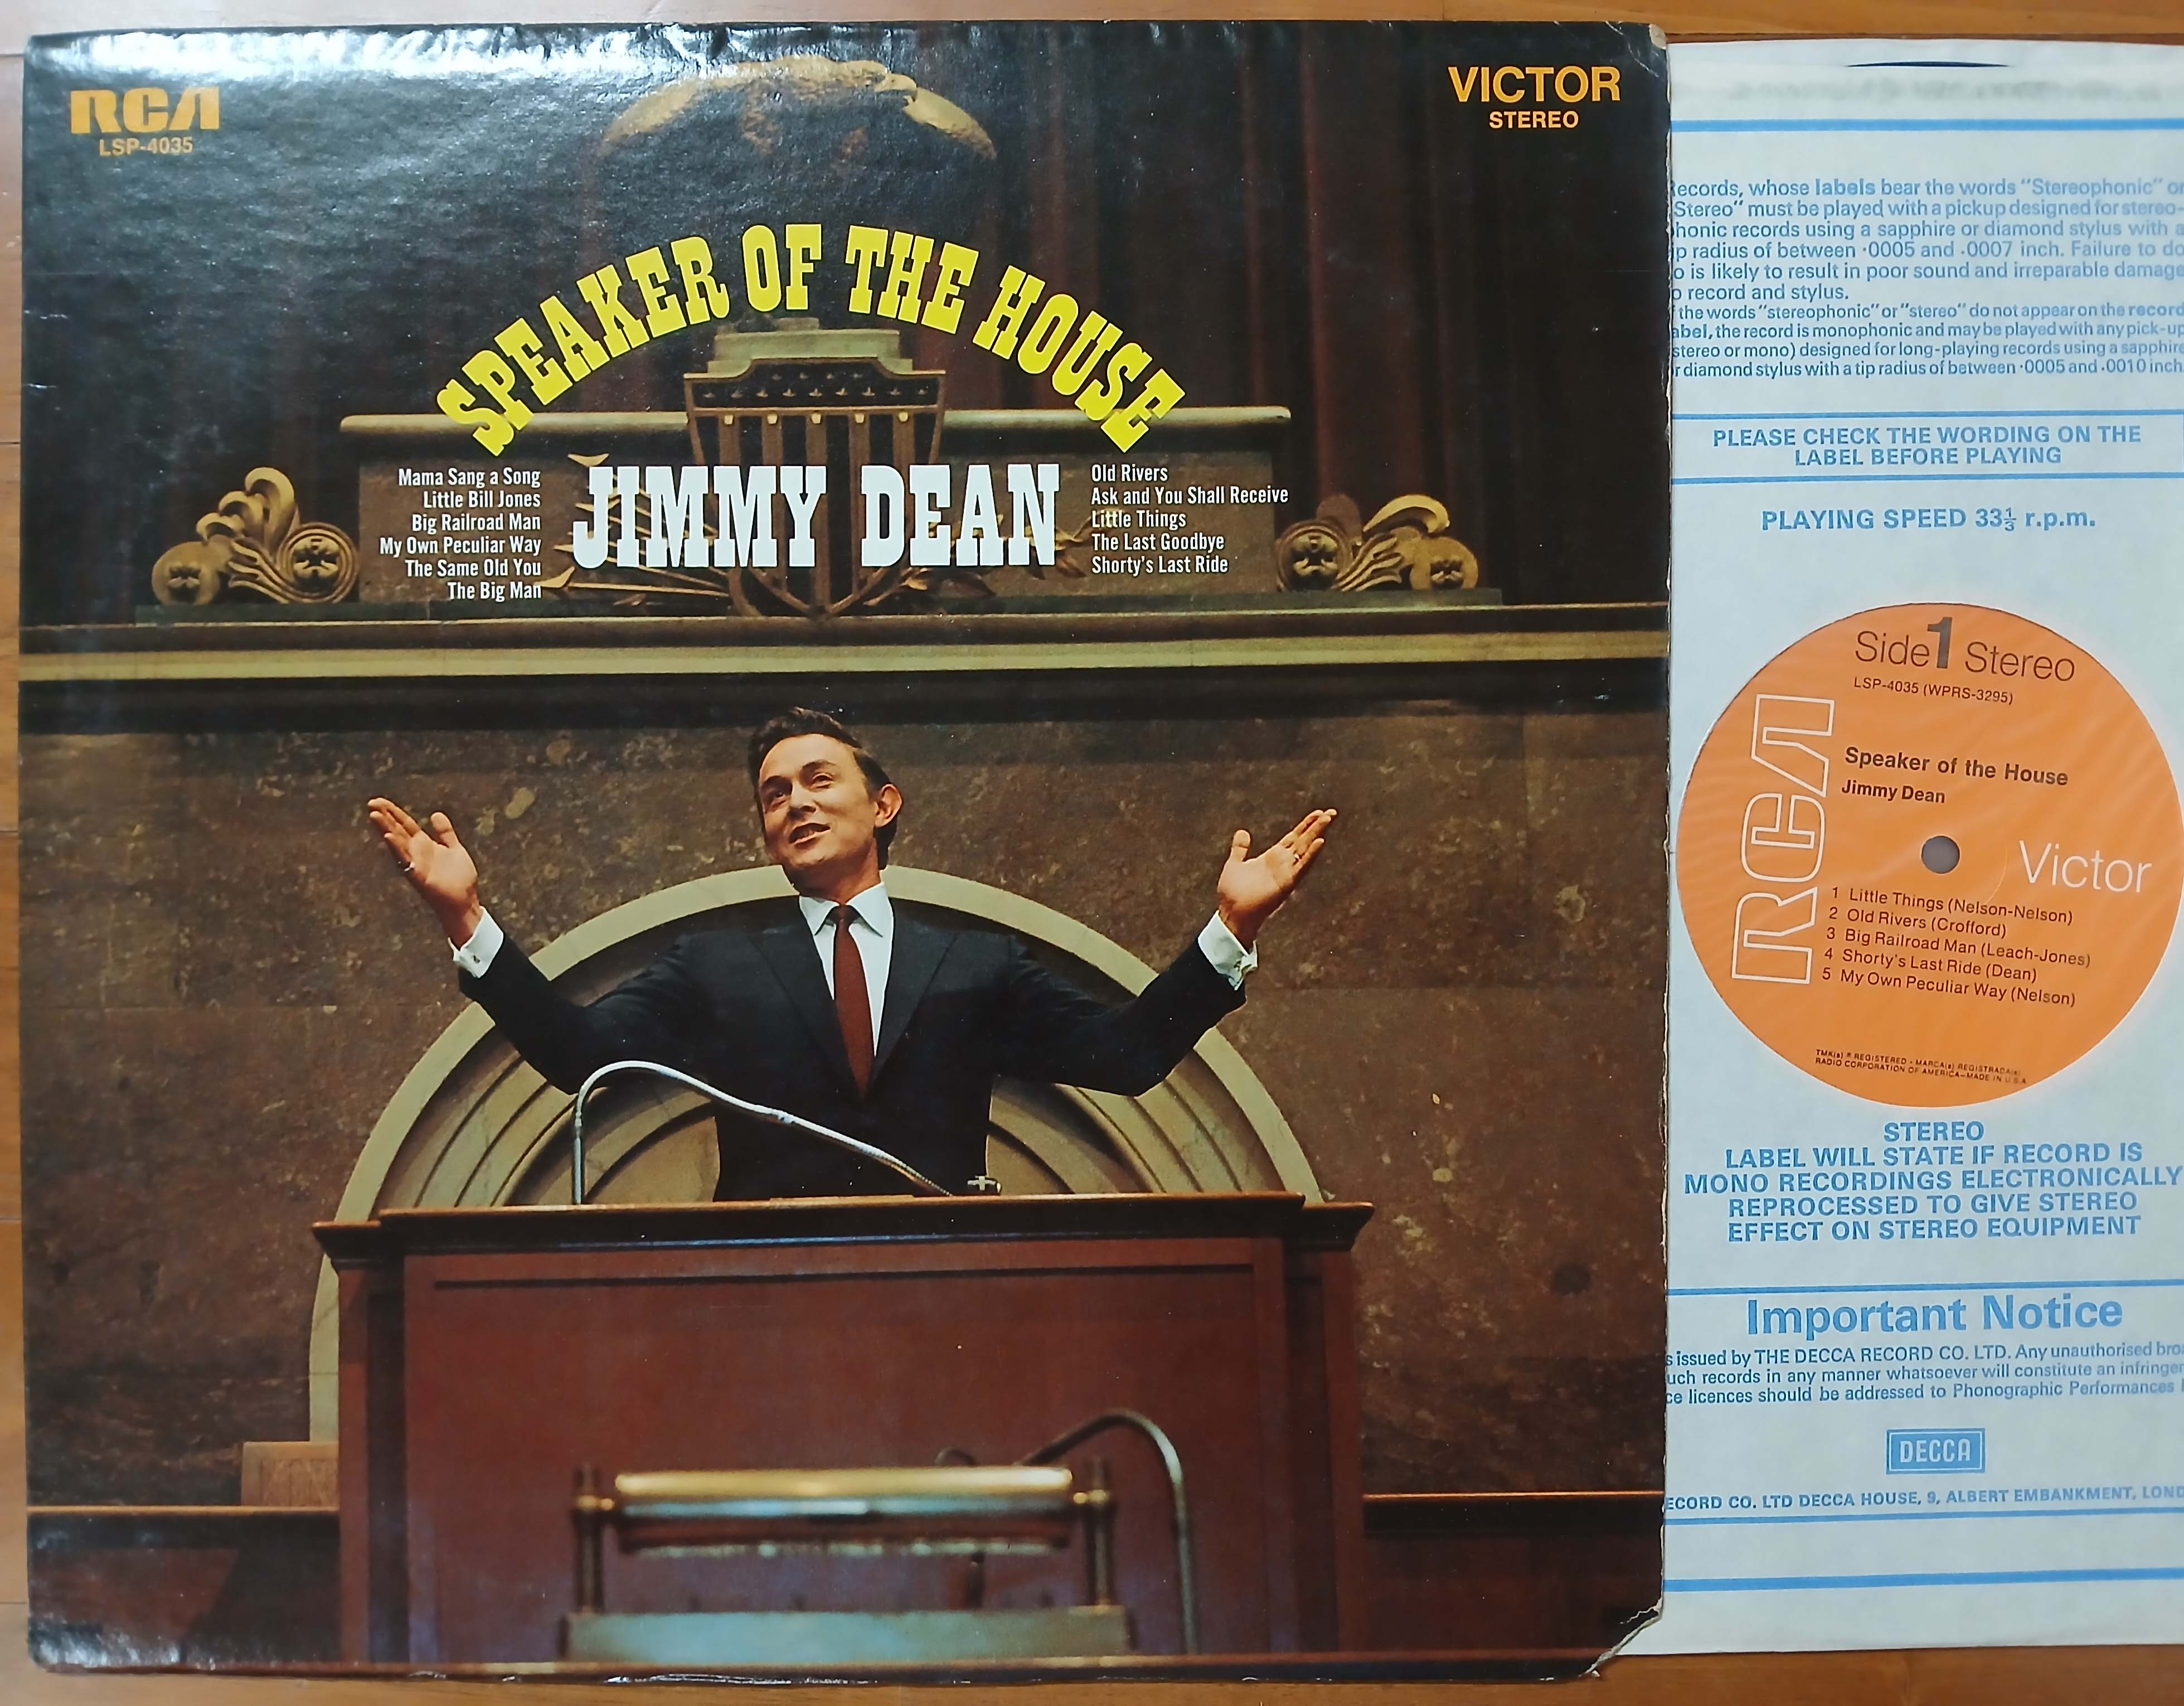 RCA
LSP-4035
VICTOR
STEREO
SPEAKER OF THE HOUSE
JIMMY DEAN
Mama Sang a Song
Little Bill Jones
Big Railroad Man
My Own Peculiar Way
The Same Old You
The Big Man
Old Rivers
Ask and You Shall Receive
Little Things
The Last Goodbye
Shorty's Last Ride
ecords, whose labels bear the words "Stereophonic" or
Stereo" must be played with a pickup designed for stereo-
honic records using a sapphire or diamond stylus with a
p radius of between ·0005 and ·0007 inch. Failure to do
o is likely to result in poor sound and irreparable damage
o record and stylus.
the words "stereophonic" or "stereo" do not appear on the record
abel, the record is monophonic and may be played with any pick-up
stereo or mono) designed for long-playing records using a sapphire
r diamond stylus with a tip radius of between ·0005 and ·0010 inch.
PLEASE CHECK THE WORDING ON THE
LABEL BEFORE PLAYING
PLAYING SPEED 33⅓ r.p.m.
Side 1 Stereo
LSP-4035 (WPRS-3295)
RCA
Speaker of the House
Jimmy Dean
Victor
1 Little Things (Nelson-Nelson)
2 Old Rivers (Crofford)
3 Big Railroad Man (Leach-Jones)
4 Shorty's Last Ride (Dean)
5 My Own Peculiar Way (Nelson)
TMK(s) ® REGISTERED · MARCA(s) REGISTRADA(s)
RADIO CORPORATION OF AMERICA—MADE IN U.S.A.
STEREO
LABEL WILL STATE IF RECORD IS
MONO RECORDINGS ELECTRONICALLY
REPROCESSED TO GIVE STEREO
EFFECT ON STEREO EQUIPMENT
Important Notice
s issued by THE DECCA RECORD CO. LTD. Any unauthorised bro
uch records in any manner whatsoever will constitute an infringe
ce licences should be addressed to Phonographic Performances
DECCA
ECORD CO. LTD DECCA HOUSE, 9, ALBERT EMBANKMENT, LOND